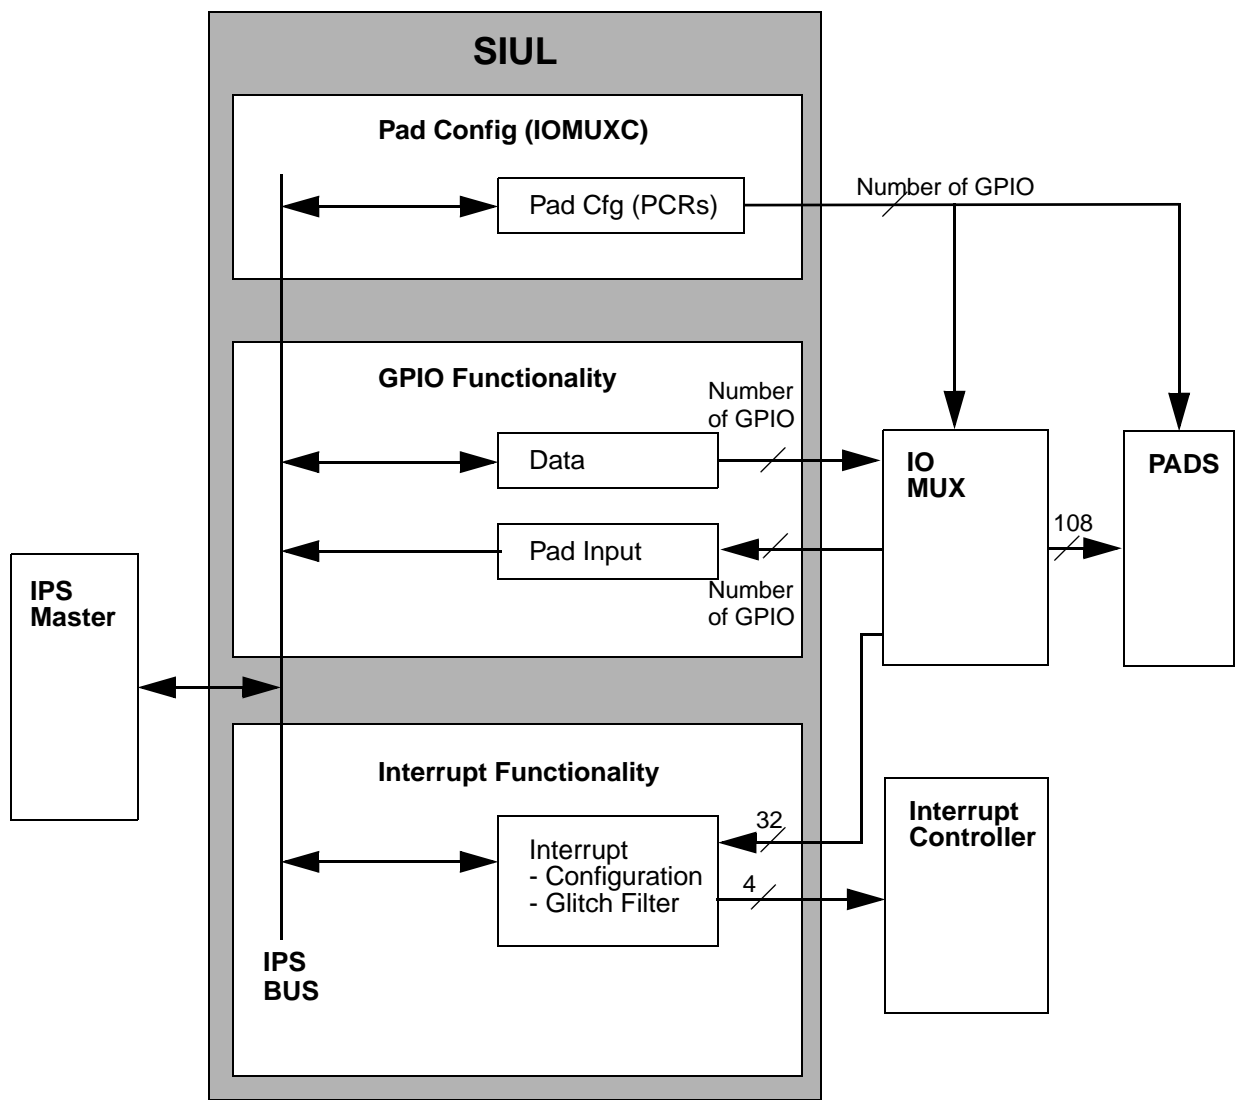 SIUL
Pad Config (IOMUXC)
Pad Cfg (PCRs)
Number of GPIO
GPIO Functionality
Number
of GPIO
Data
IO
MUX
PADS
108
Pad Input
Number
of GPIO
IPS
Master
Interrupt Functionality
32
Interrupt
- Configuration
- Glitch Filter
4
Interrupt
Controller
IPS
BUS